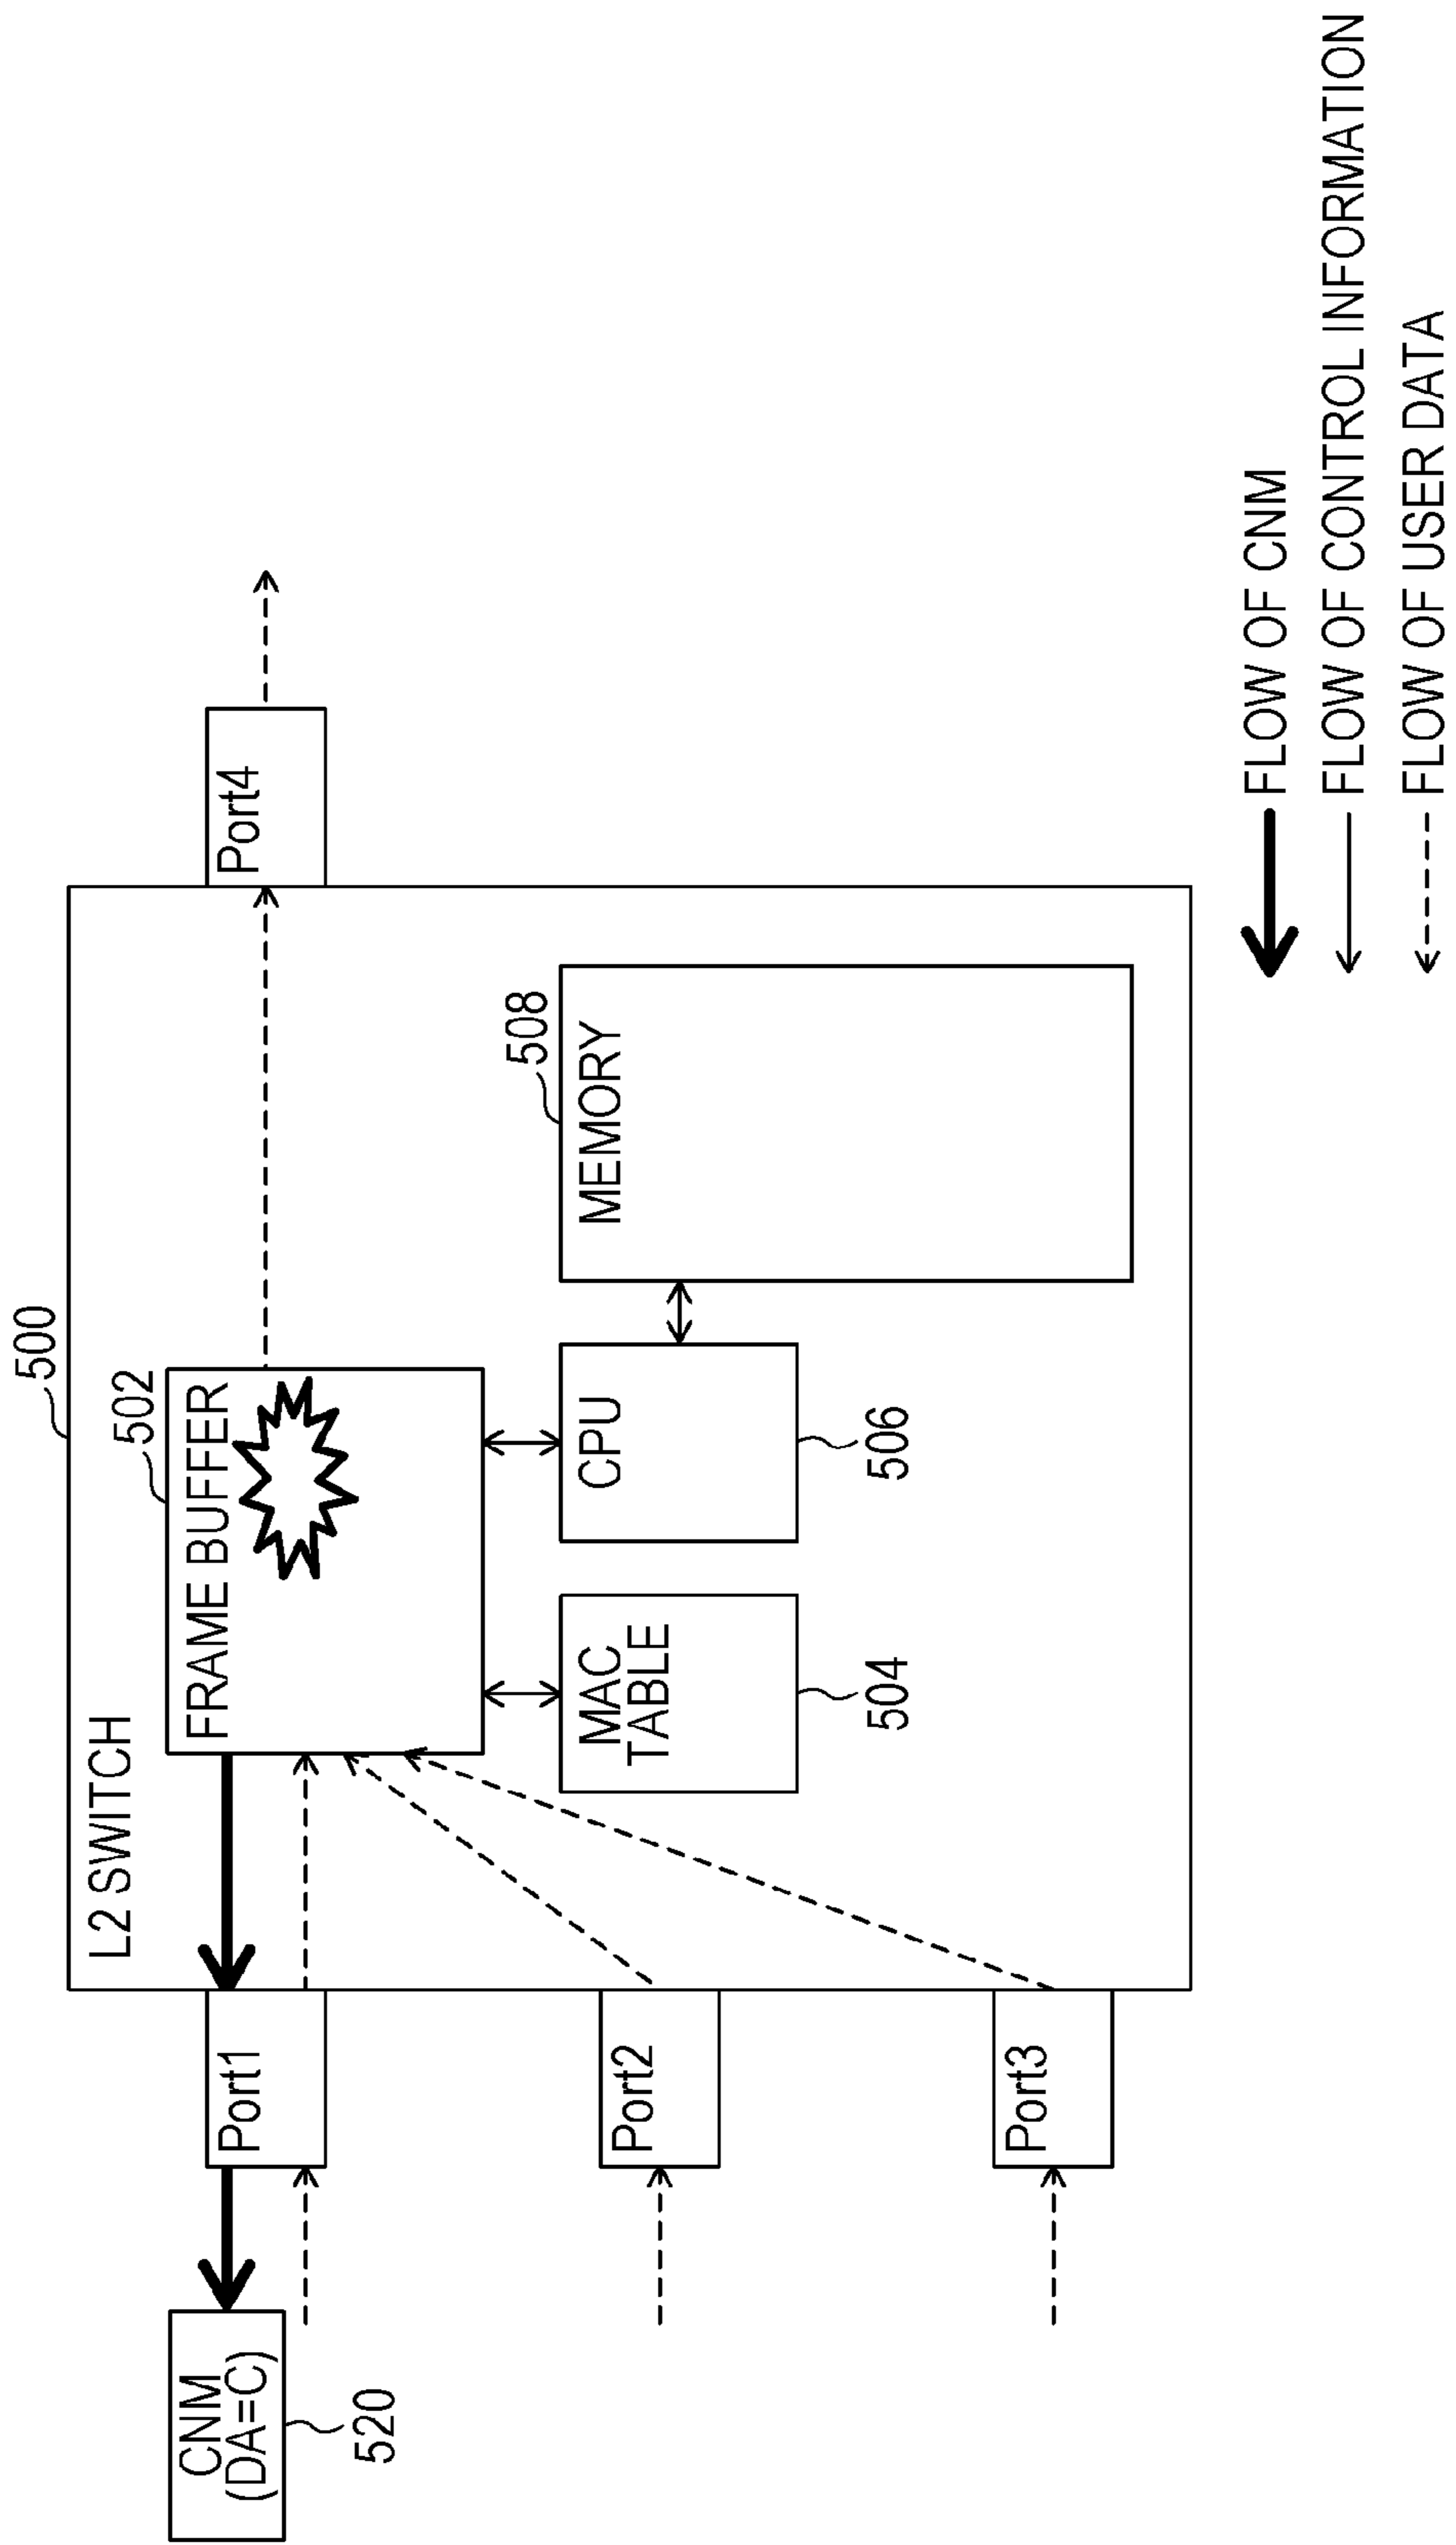 500
L2 SWITCH
502
FRAME BUFFER
CNM
(DA=C)
520
Port1
Port4
Port2
Port3
MAC
TABLE
504
CPU
506
508
MEMORY
FLOW OF CNM
FLOW OF CONTROL INFORMATION
FLOW OF USER DATA